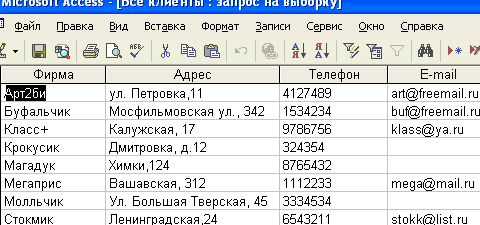 Microsoft Access - [Все клиенты : запрос на выборку]
Файл Правка Вид Вставка Формат Записи Сервис Окно Справка
Фирма Адрес Телефон E-mail
Арт2би ул. Петровка,11 4127489 art@freemail.ru
Буфальчик Мосфильмовская ул., 342 1534234 buf@freemail.ru
Класс+ Калужская, 17 9786756 klass@ya.ru
Крокусик Дмитровка, д.12 324354
Магадук Химки,124 8765432
Мегаприс Вашавская, 312 1112233 mega@mail.ru
Молльчик Ул. Большая Тверская, 45 3334534
Стокмик Ленинградская,24 6543211 stokk@list.ru